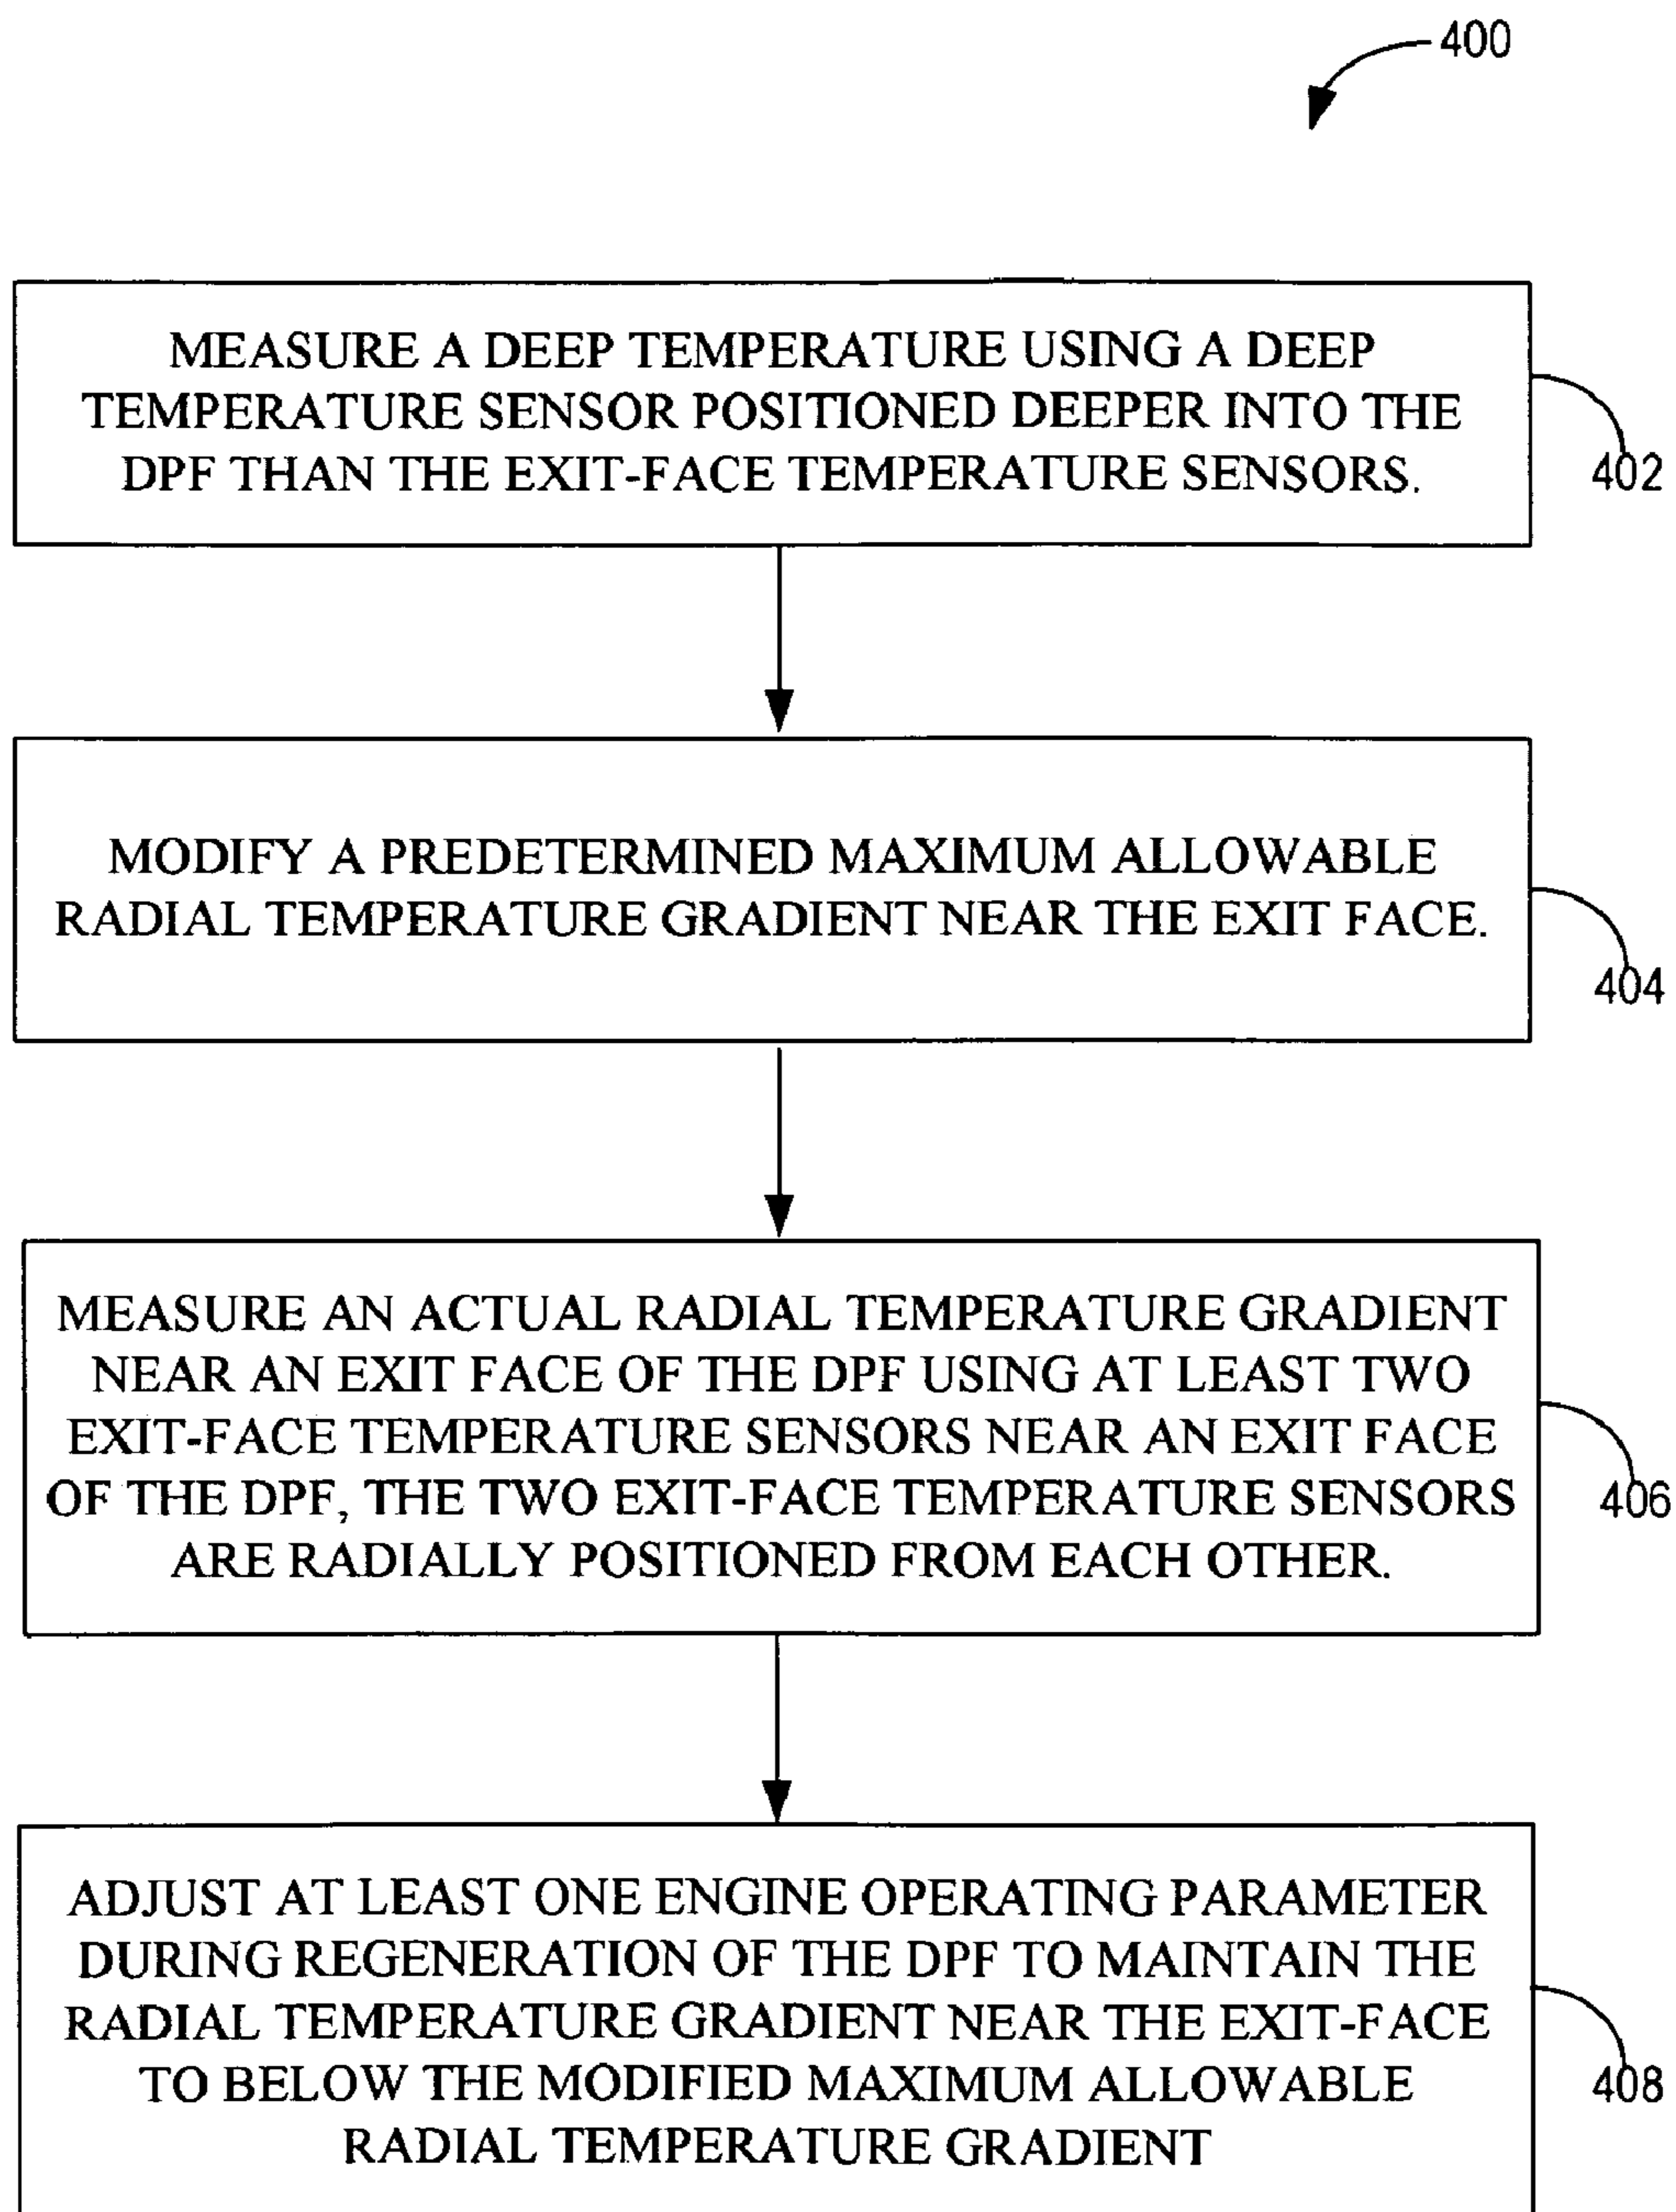 400
MEASURE A DEEP TEMPERATURE USING A DEEP
TEMPERATURE SENSOR POSITIONED DEEPER INTO THE
DPF THAN THE EXIT-FACE TEMPERATURE SENSORS.
402
MODIFY A PREDETERMINED MAXIMUM ALLOWABLE
RADIAL TEMPERATURE GRADIENT NEAR THE EXIT FACE.
404
MEASURE AN ACTUAL RADIAL TEMPERATURE GRADIENT
NEAR AN EXIT FACE OF THE DPF USING AT LEAST TWO
EXIT-FACE TEMPERATURE SENSORS NEAR AN EXIT FACE
OF THE DPF, THE TWO EXIT-FACE TEMPERATURE SENSORS
ARE RADIALLY POSITIONED FROM EACH OTHER.
406
ADJUST AT LEAST ONE ENGINE OPERATING PARAMETER
DURING REGENERATION OF THE DPF TO MAINTAIN THE
RADIAL TEMPERATURE GRADIENT NEAR THE EXIT-FACE
TO BELOW THE MODIFIED MAXIMUM ALLOWABLE
RADIAL TEMPERATURE GRADIENT
408